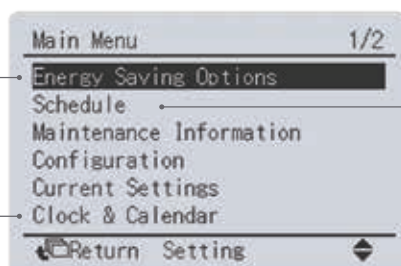 Main Menu 1/2
Energy Saving Options
Schedule
Maintenance Information
Configuration
Current Settings
Clock & Calendar
Return Setting